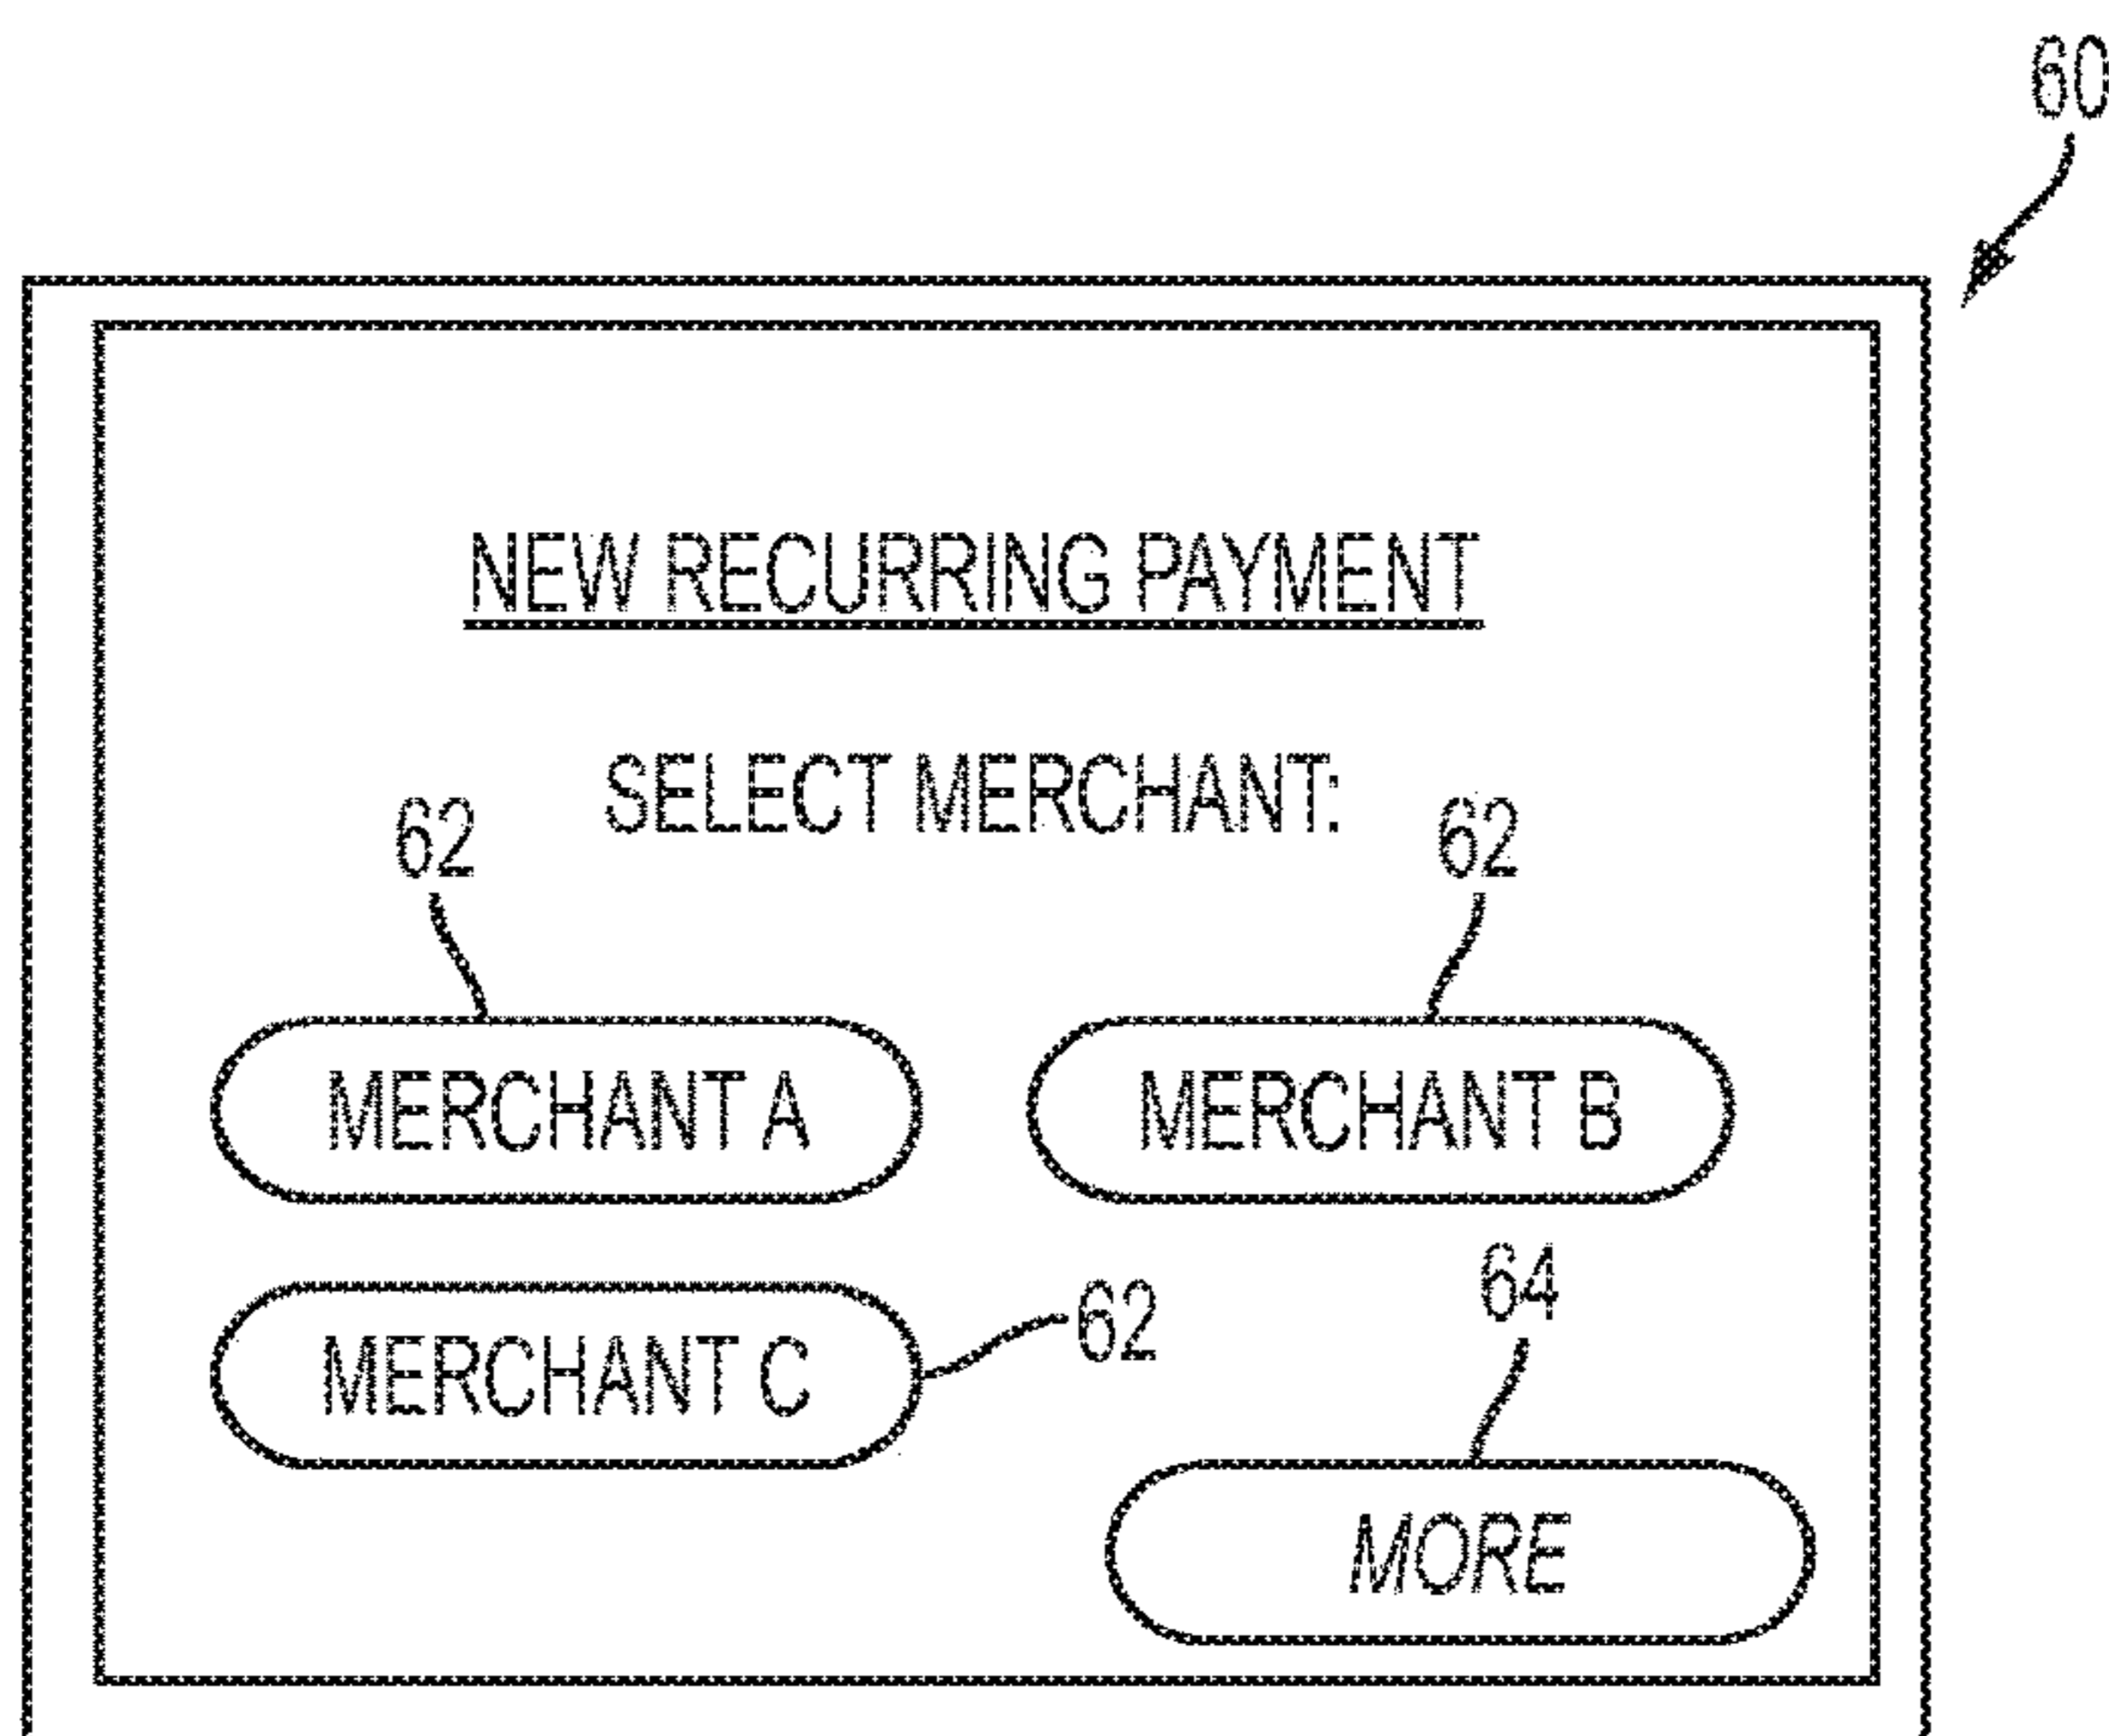 60
NEW RECURRING PAYMENT
SELECT MERCHANT:
62
62
MERCHANT A
MERCHANT B
64
MERCHANT C
62
MORE